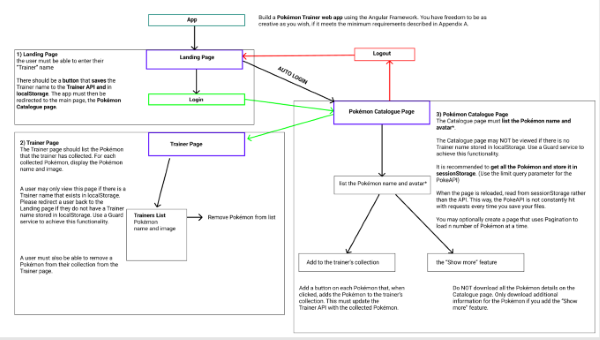 App
Build a Pokémon Trainer web app using the Angular Framework. You have freedom to be as
creative as you wish, if it meets the minimum requirements described in Appendix A.
1) Landing Page
the user must be able to enter their
"Trainer" name
There should be a button that saves the
Trainer name to the Trainer API and in
localStorage. The app must then be
redirected to the main page, the Pokémon
Catalogue page.
Landing Page
Login
AUTO LOGIN
Logout
Pokémon Catalogue Page
3) Pokémon Catalogue Page
The Catalogue page must list the Pokémon name and
avatar*.
The Catalogue page may NOT be viewed if there is no
Trainer name stored in localStorage. Use a Guard service to
achieve this functionality.
It is recommended to get all the Pokémon and store it in
sessionStorage. (Use the limit query parameter for the
PokeAPI)
When the page is reloaded, read from sessionStorage rather
than the API. This way, the PokeAPI is not constantly hit
with requests every time you save your files.
You may optionally create a page that uses Pagination to
load n number of Pokémon at a time.
2) Trainer Page
The Trainer page should list the Pokémon
that the trainer has collected. For each
collected Pokémon, display the Pokémon
name and image.
A user may only view this page if there is a
Trainer name that exists in localStorage.
Please redirect a user back to the
Landing page if they do not have a Trainer
name stored in localStorage. Use a Guard
service to achieve this functionality.
A user must also be able to remove a
Pokémon from their collection from the
Trainer page.
Trainer Page
Trainers List
Pokémon
name and image
Remove Pokémon from list
list the Pokémon name and avatar*
Add to the trainer's collection
the "Show more" feature
Add a button on each Pokémon that, when
clicked, adds the Pokémon to the trainer's
collection. This must update the
Trainer API with the collected Pokémon.
Do NOT download all the Pokémon details on the
Catalogue page. Only download additional
information for the Pokémon if you add the "Show
more" feature.